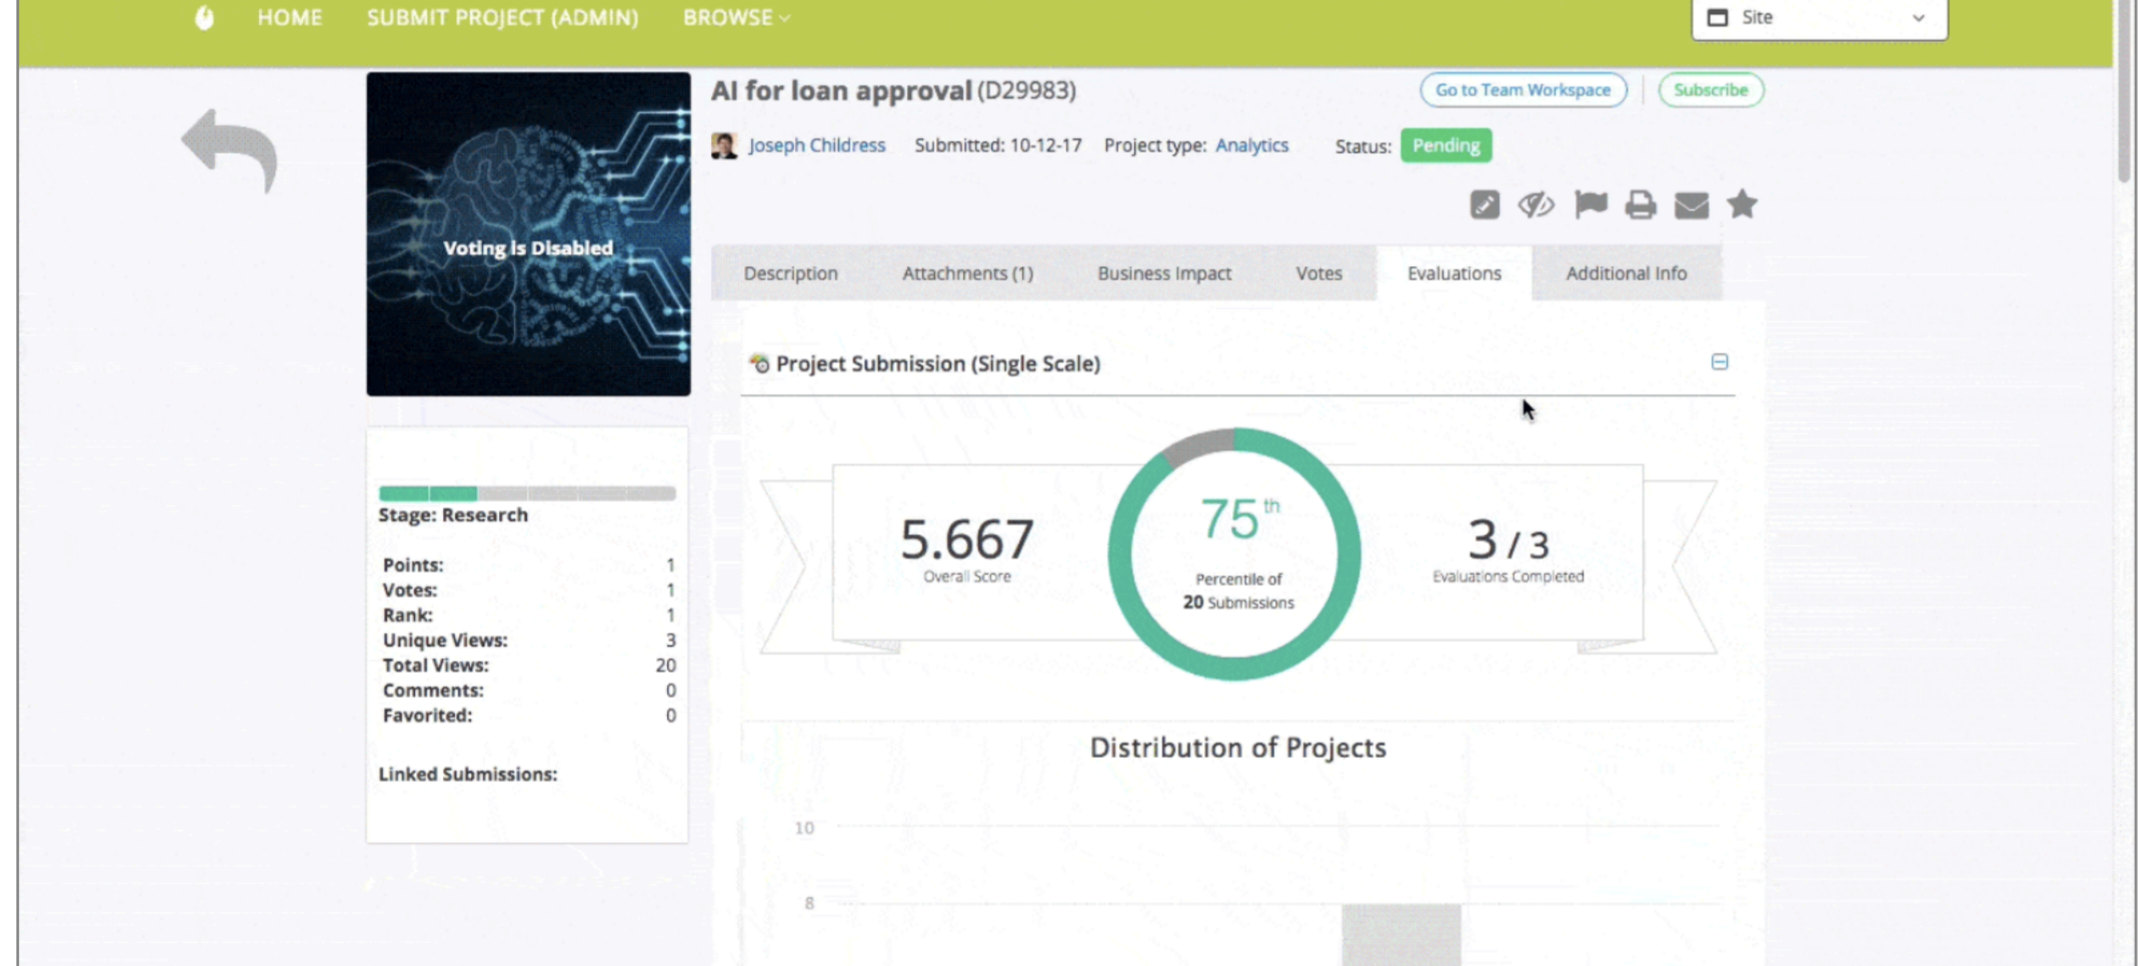 HOME SUBMIT PROJECT (ADMIN) BROWSE Site
AI for loan approval (D29983) Go to Team Workspace Subscribe
Joseph Childress Submitted: 10-12-17 Project type: Analytics Status: Pending
Voting is Disabled
Description Attachments (1) Business Impact Votes Evaluations Additional Info
Project Submission (Single Scale)
Stage: Research
Points: 1
Votes: 1
Rank: 1
Unique Views: 3
Total Views: 20
Comments: 0
Favorited: 0
Linked Submissions:
5.667
Overall Score
75th
Percentile of
20 Submissions
3 / 3
Evaluations Completed
Distribution of Projects
10
8